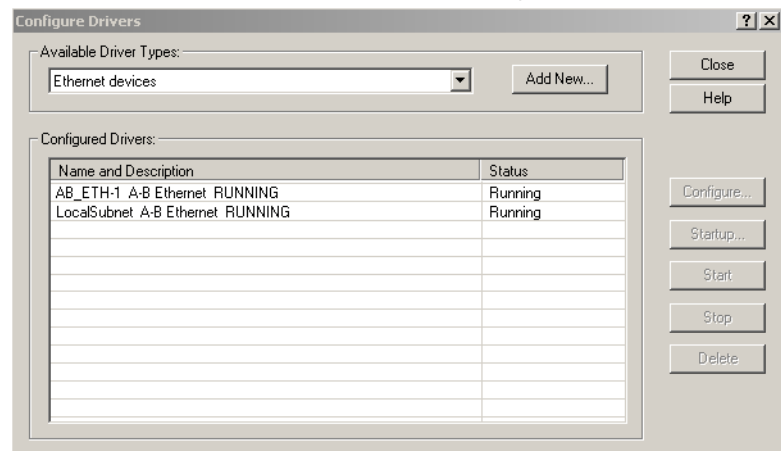 Configure Drivers
Available Driver Types:
Ethernet devices
Add New...
Close
Help
Configured Drivers:
Name and Description Status
AB_ETH-1 A-B Ethernet RUNNING Running
LocalSubnet A-B Ethernet RUNNING Running
Configure...
Startup...
Start
Stop
Delete